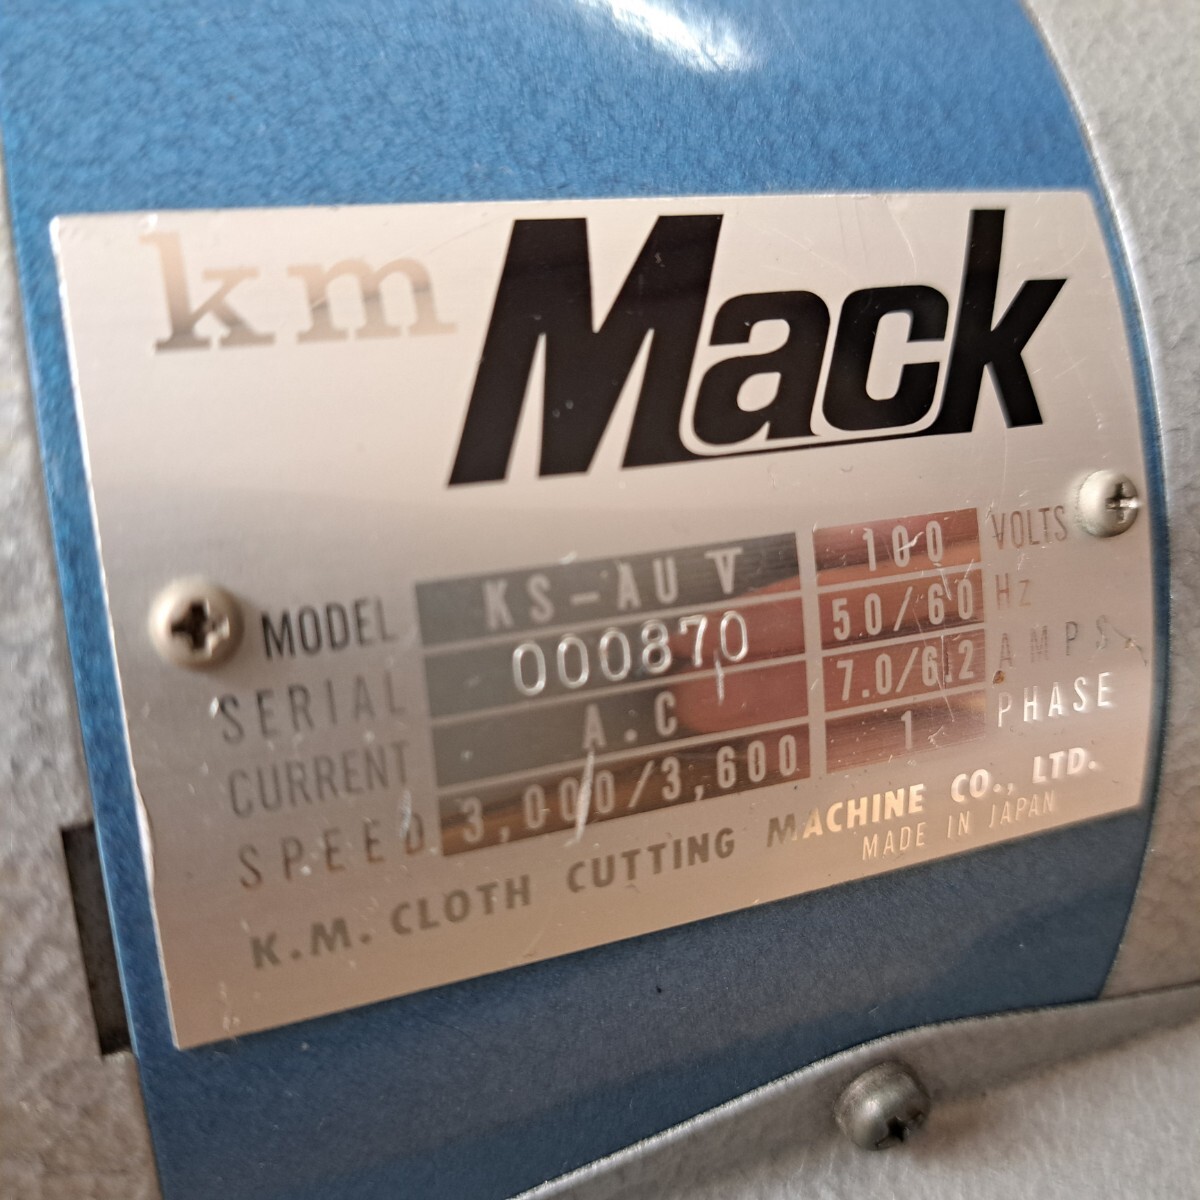 km Mack
MODEL KS-AU V 100 VOLTS
SERIAL 000870 50/60 Hz
CURRENT A.C 7.0/6.2 AMPS
SPEED 3,000/3,600 1 PHASE
K.M. CLOTH CUTTING MACHINE CO., LTD.
MADE IN JAPAN